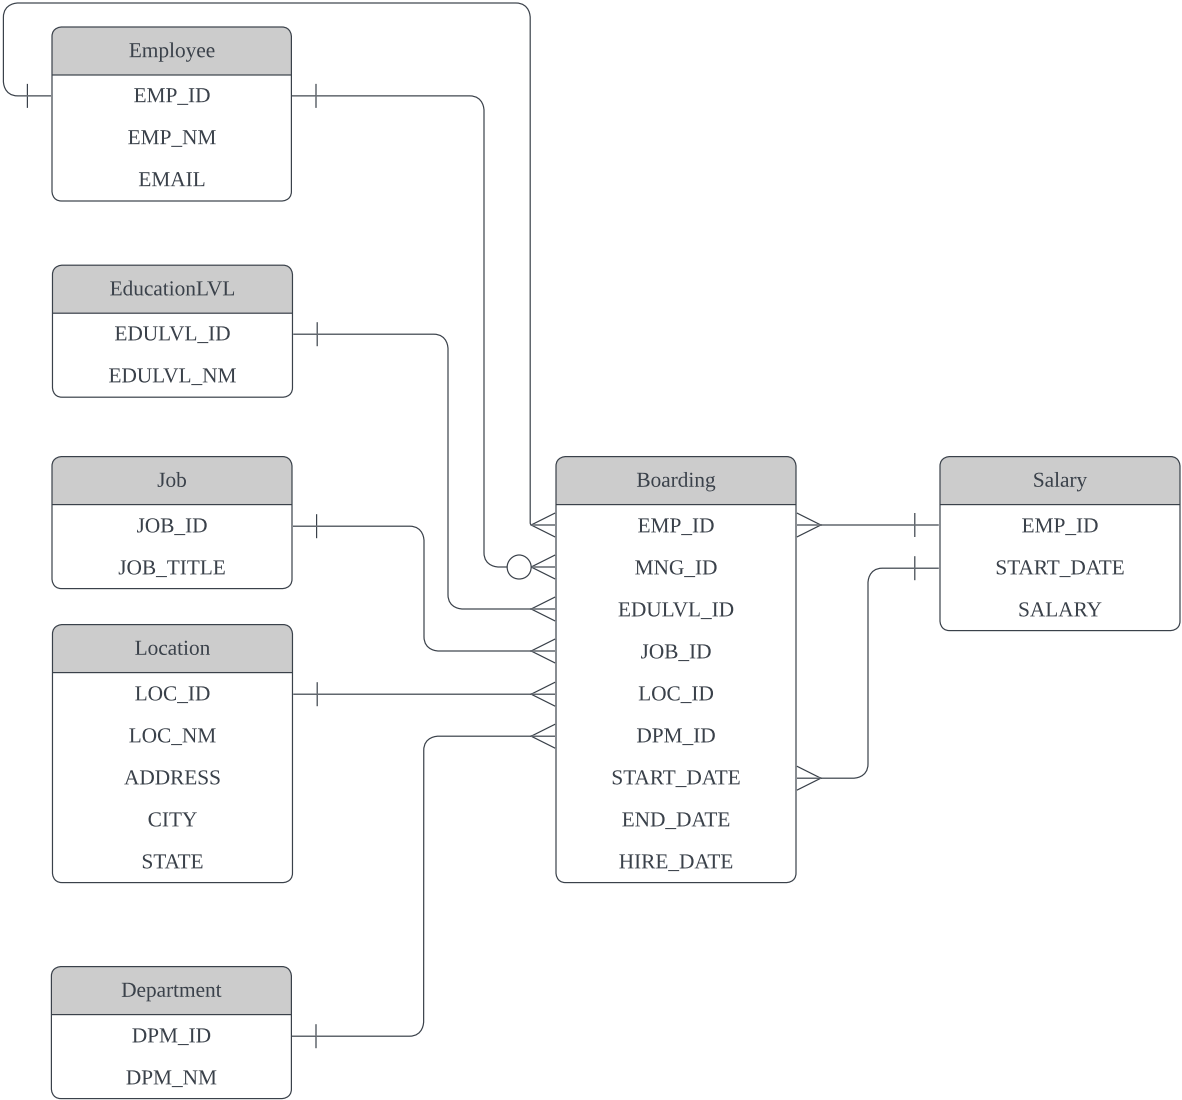 Employee
EMP_ID
EMP_NM
EMAIL
EducationLVL
EDULVL_ID
EDULVL_NM
Job
JOB_ID
JOB_TITLE
Location
LOC_ID
LOC_NM
ADDRESS
CITY
STATE
Department
DPM_ID
DPM_NM
Boarding
EMP_ID
MNG_ID
EDULVL_ID
JOB_ID
LOC_ID
DPM_ID
START_DATE
END_DATE
HIRE_DATE
Salary
EMP_ID
START_DATE
SALARY